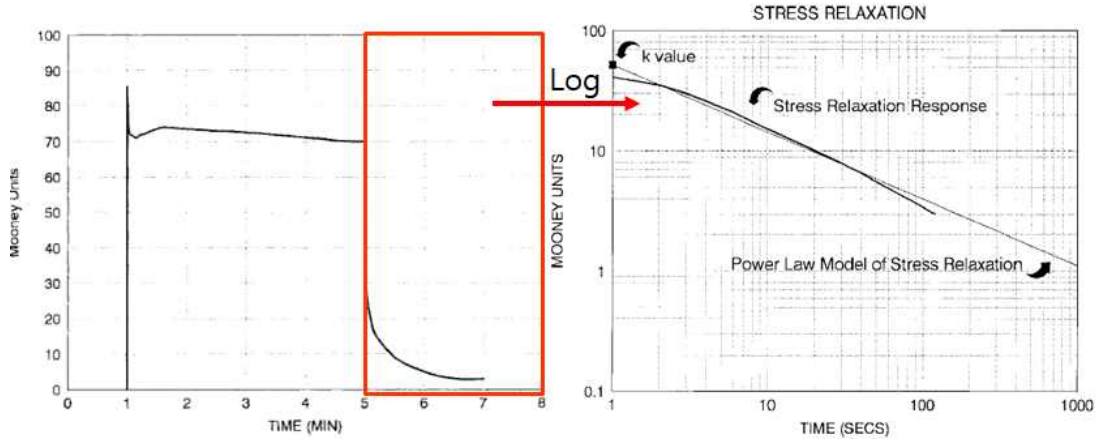 100
90
80
70
60
50
40
30
20
10
0
Mooney Units
0 1 2 3 4 5 6 7 8
TIME (MIN)
Log
STRESS RELAXATION
100
10
1
0.1
MOONEY UNITS
k value
Stress Relaxation Response
Power Law Model of Stress Relaxation
1 10 100 1000
TIME (SECS)